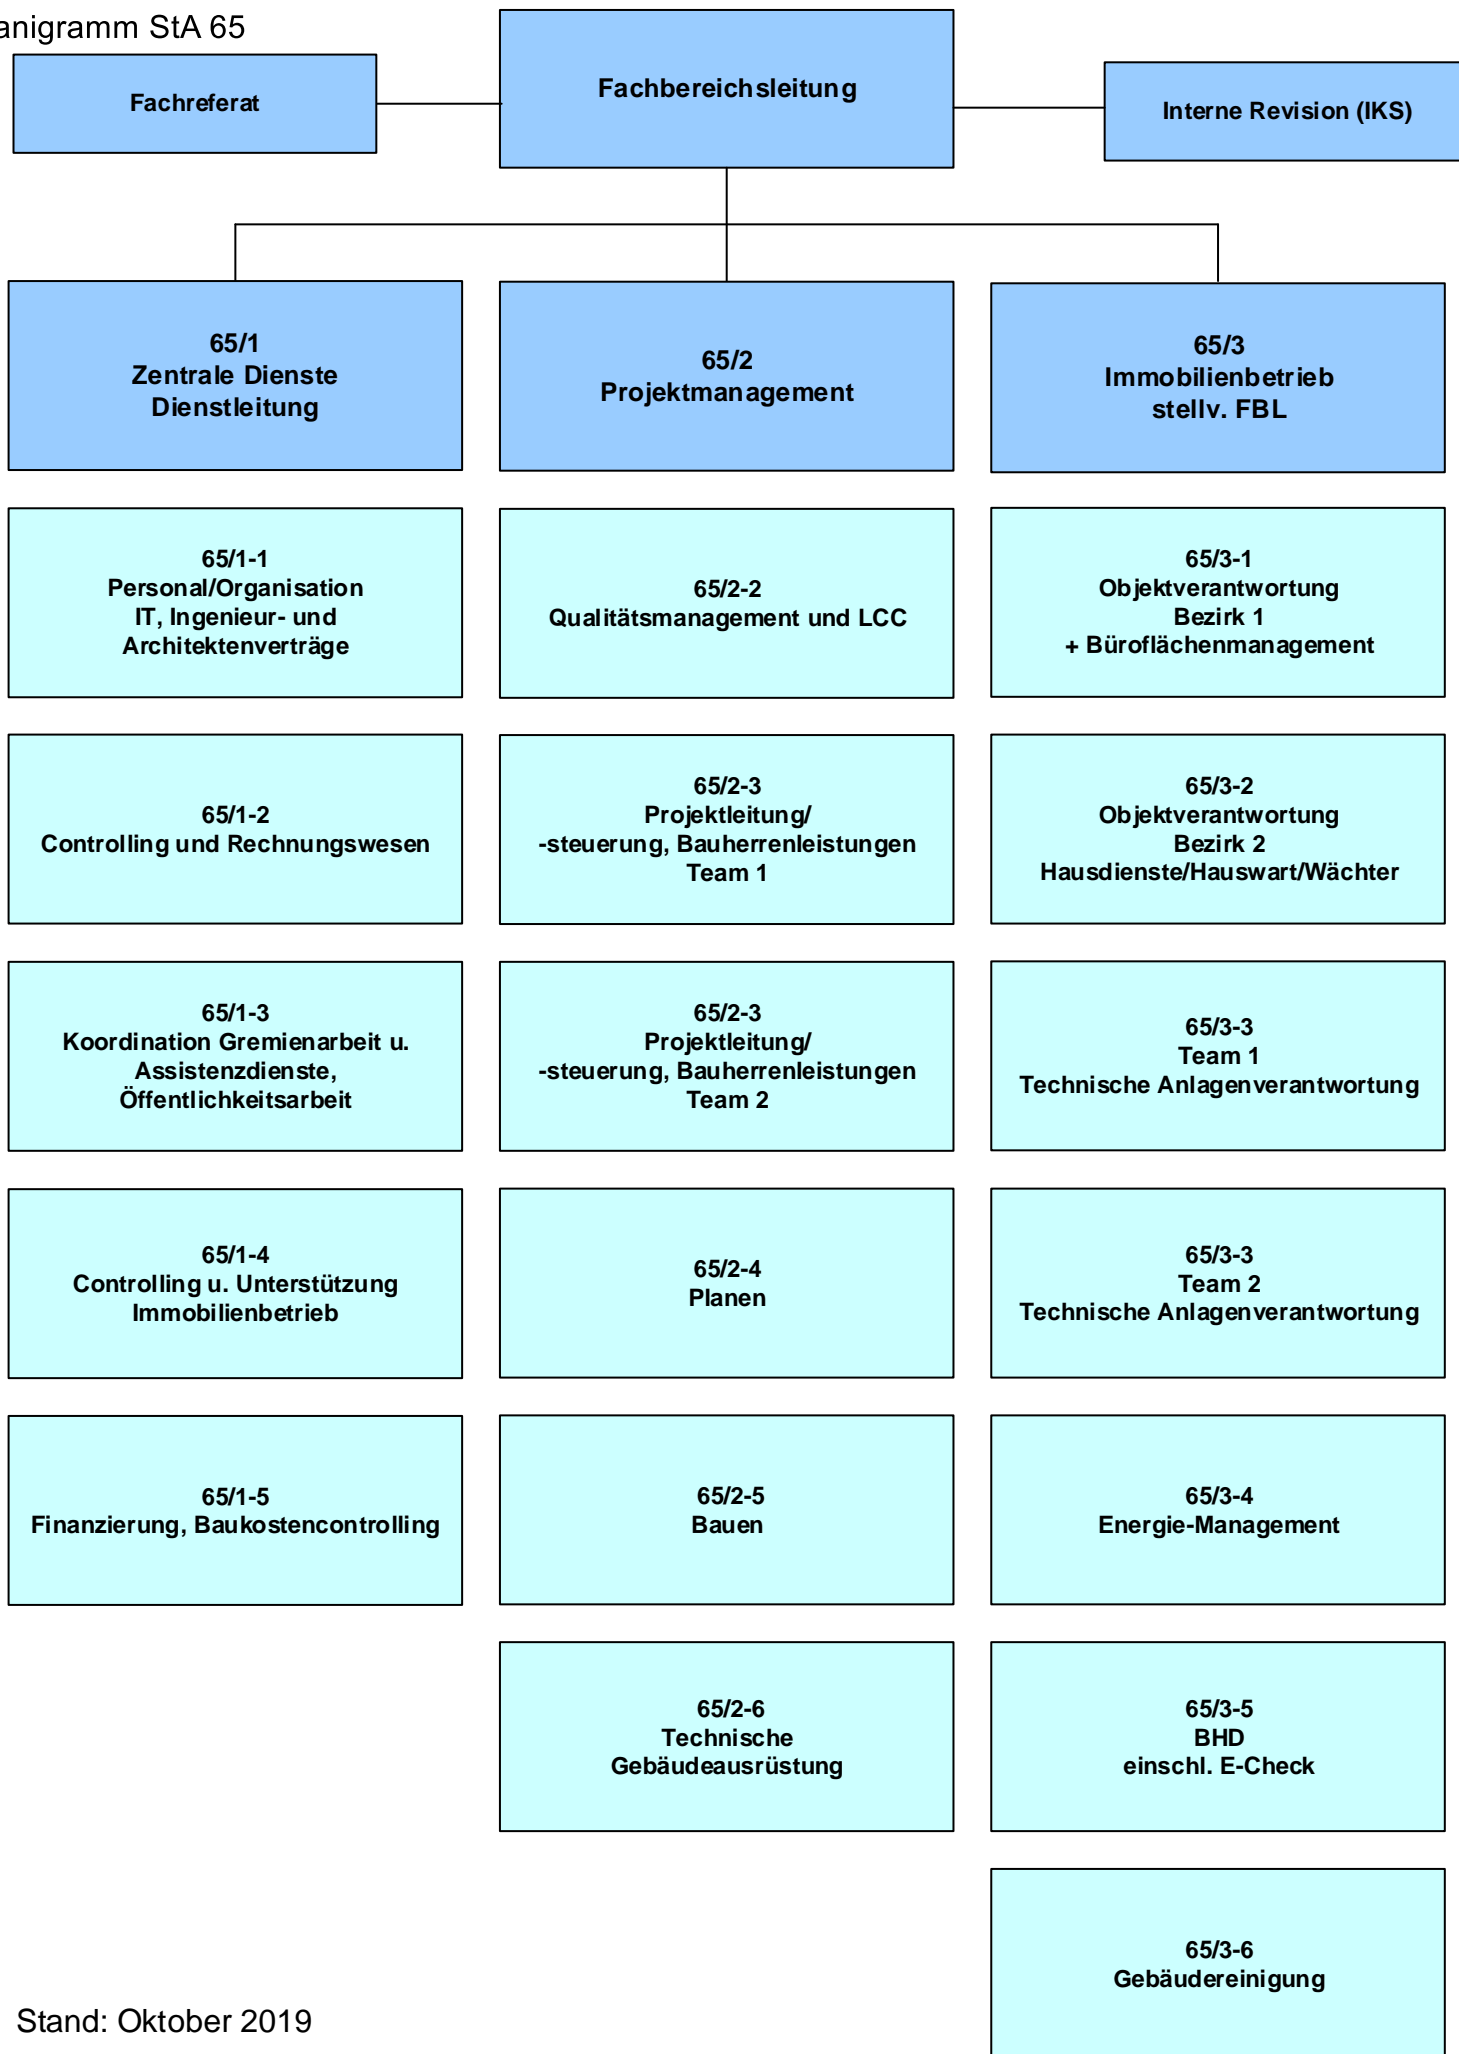 anigramm StA 65
Fachreferat
Fachbereichsleitung
Interne Revision (IKS)
65/1
Zentrale Dienste
Dienstleitung
65/2
Projektmanagement
65/3
Immobilienbetrieb
stellv. FBL
65/1-1
Personal/Organisation
IT, Ingenieur- und
Architektenverträge
65/2-2
Qualitätsmanagement und LCC
65/3-1
Objektverantwortung
Bezirk 1
+ Büroflächenmanagement
65/1-2
Controlling und Rechnungswesen
65/2-3
Projektleitung/
-steuerung, Bauherrenleistungen
Team 1
65/3-2
Objektverantwortung
Bezirk 2
Hausdienste/Hauswart/Wächter
65/1-3
Koordination Gremienarbeit u.
Assistenzdienste,
Öffentlichkeitsarbeit
65/2-3
Projektleitung/
-steuerung, Bauherrenleistungen
Team 2
65/3-3
Team 1
Technische Anlagenverantwortung
65/1-4
Controlling u. Unterstützung
Immobilienbetrieb
65/2-4
Planen
65/3-3
Team 2
Technische Anlagenverantwortung
65/1-5
Finanzierung, Baukostencontrolling
65/2-5
Bauen
65/3-4
Energie-Management
65/2-6
Technische
Gebäudeausrüstung
65/3-5
BHD
einschl. E-Check
65/3-6
Gebäudereinigung
Stand: Oktober 2019